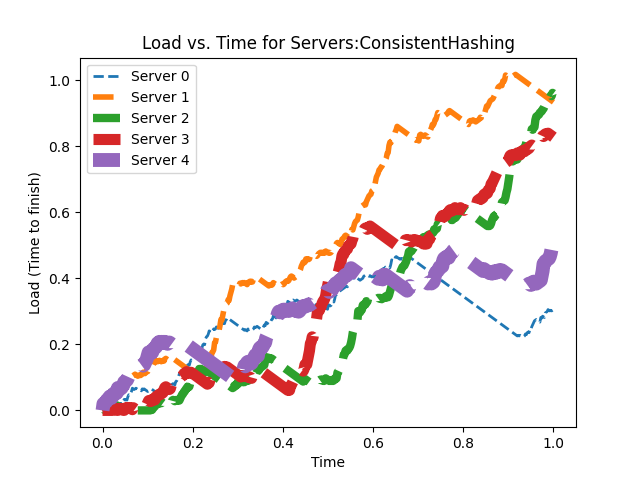 Load vs. Time for Servers:ConsistentHashing
Load (Time to finish)
1.0
0.8
0.6
0.4
0.2
0.0
Server 0
Server 1
Server 2
Server 3
Server 4
0.0 0.2 0.4 0.6 0.8 1.0
Time